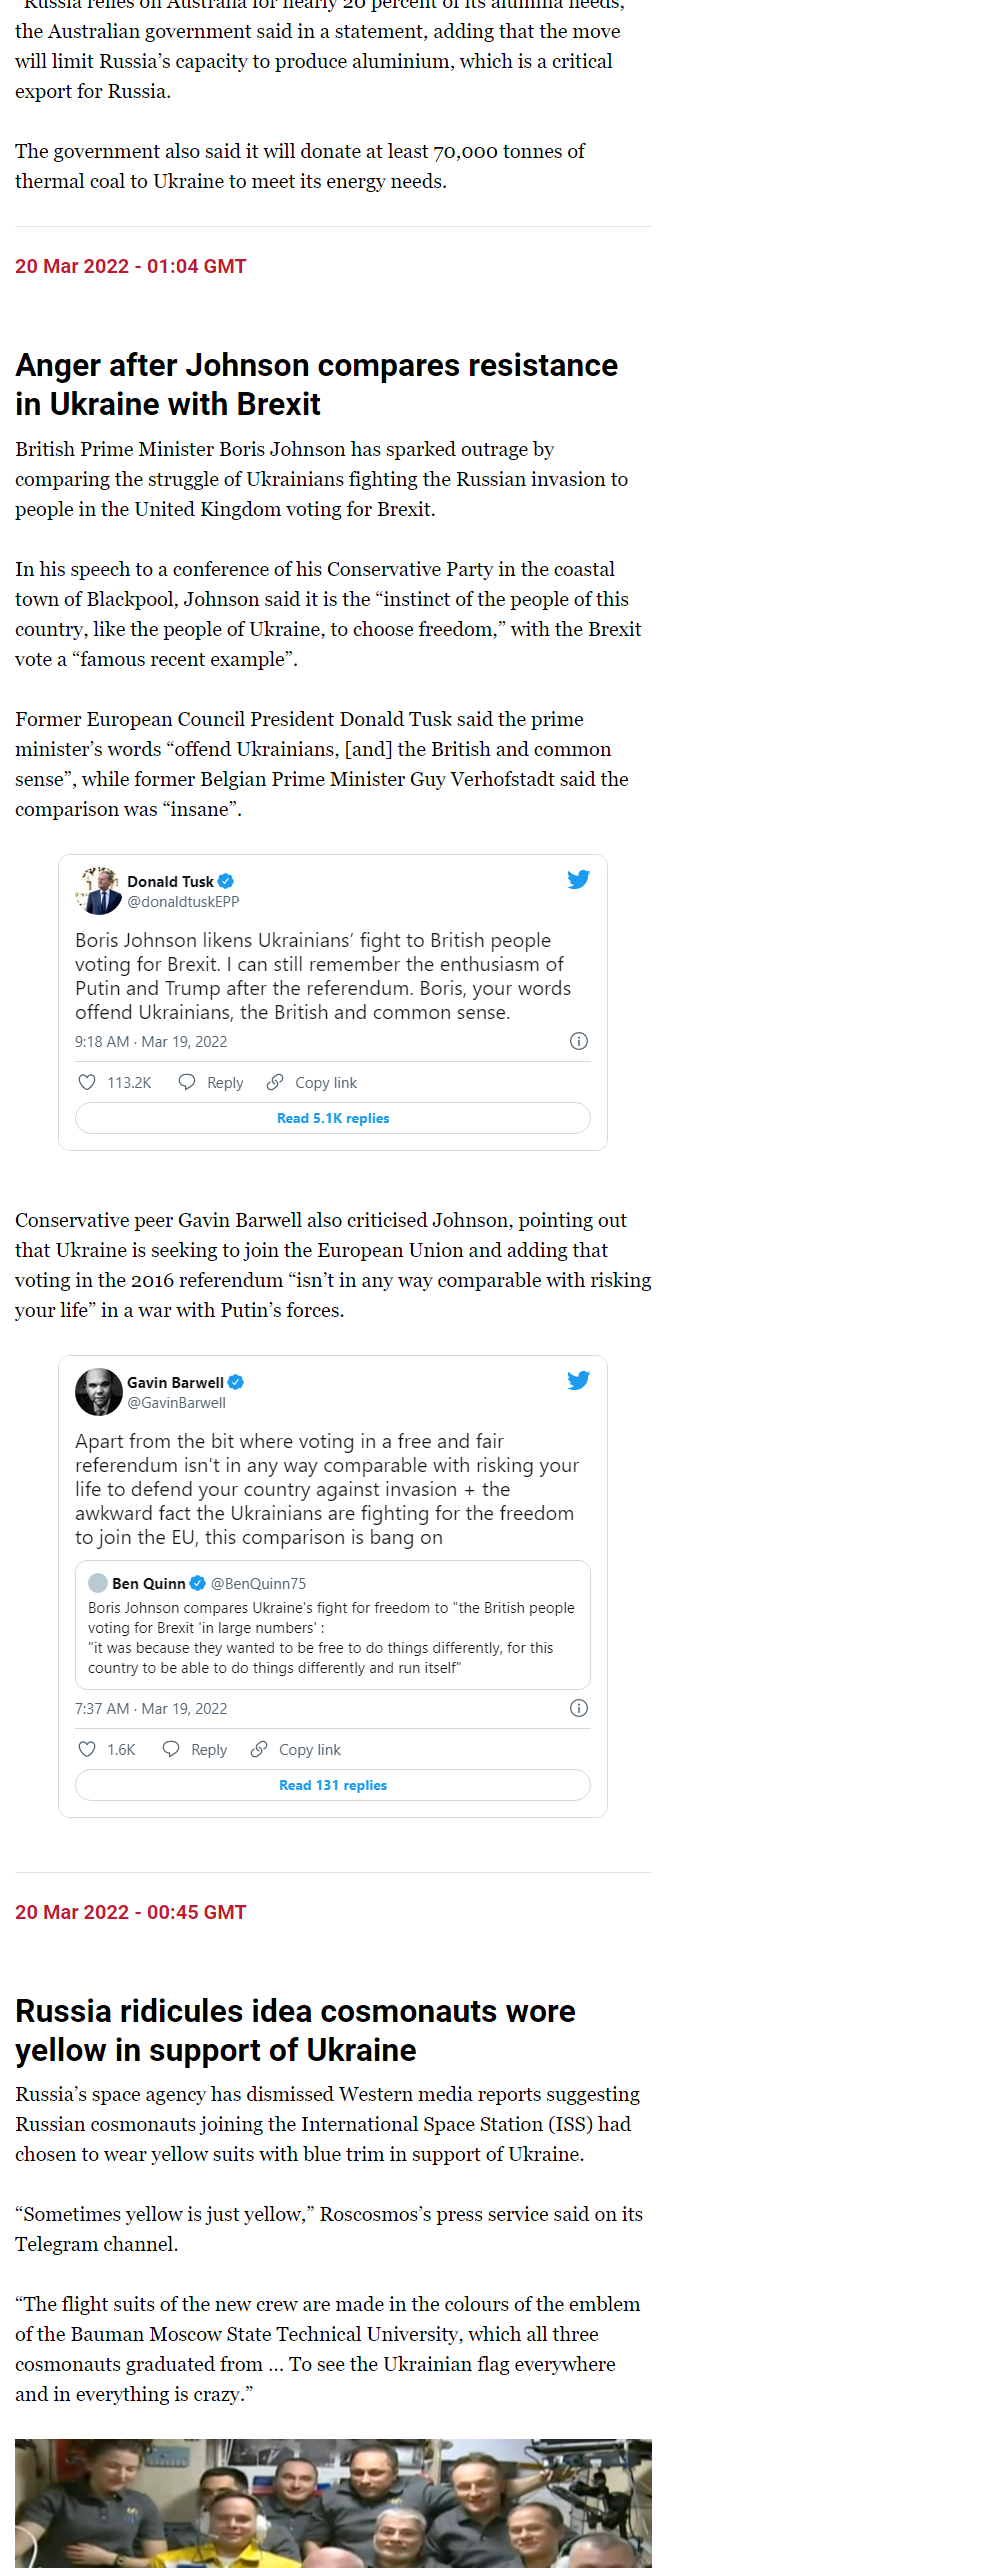 “Russia relies on Australia for nearly 20 percent of its alumina needs,”
the Australian government said in a statement, adding that the move
will limit Russia’s capacity to produce aluminium, which is a critical
export for Russia.
The government also said it will donate at least 70,000 tonnes of
thermal coal to Ukraine to meet its energy needs.
20 Mar 2022 - 01:04 GMT
Anger after Johnson compares resistance
in Ukraine with Brexit
British Prime Minister Boris Johnson has sparked outrage by
comparing the struggle of Ukrainians fighting the Russian invasion to
people in the United Kingdom voting for Brexit.
In his speech to a conference of his Conservative Party in the coastal
town of Blackpool, Johnson said it is the “instinct of the people of this
country, like the people of Ukraine, to choose freedom,” with the Brexit
vote a “famous recent example”.
Former European Council President Donald Tusk said the prime
minister’s words “offend Ukrainians, [and] the British and common
sense”, while former Belgian Prime Minister Guy Verhofstadt said the
comparison was “insane”.
Donald Tusk
@donaldtuskEPP
Boris Johnson likens Ukrainians’ fight to British people
voting for Brexit. I can still remember the enthusiasm of
Putin and Trump after the referendum. Boris, your words
offend Ukrainians, the British and common sense.
9:18 AM · Mar 19, 2022
113.2K Reply Copy link
Read 5.1K replies
Conservative peer Gavin Barwell also criticised Johnson, pointing out
that Ukraine is seeking to join the European Union and adding that
voting in the 2016 referendum “isn’t in any way comparable with risking
your life” in a war with Putin’s forces.
Gavin Barwell
@GavinBarwell
Apart from the bit where voting in a free and fair
referendum isn't in any way comparable with risking your
life to defend your country against invasion + the
awkward fact the Ukrainians are fighting for the freedom
to join the EU, this comparison is bang on
Ben Quinn @BenQuinn75
Boris Johnson compares Ukraine's fight for freedom to "the British people
voting for Brexit 'in large numbers' :
"it was because they wanted to be free to do things differently, for this
country to be able to do things differently and run itself"
7:37 AM · Mar 19, 2022
1.6K Reply Copy link
Read 131 replies
20 Mar 2022 - 00:45 GMT
Russia ridicules idea cosmonauts wore
yellow in support of Ukraine
Russia’s space agency has dismissed Western media reports suggesting
Russian cosmonauts joining the International Space Station (ISS) had
chosen to wear yellow suits with blue trim in support of Ukraine.
“Sometimes yellow is just yellow,” Roscosmos’s press service said on its
Telegram channel.
“The flight suits of the new crew are made in the colours of the emblem
of the Bauman Moscow State Technical University, which all three
cosmonauts graduated from ... To see the Ukrainian flag everywhere
and in everything is crazy.”